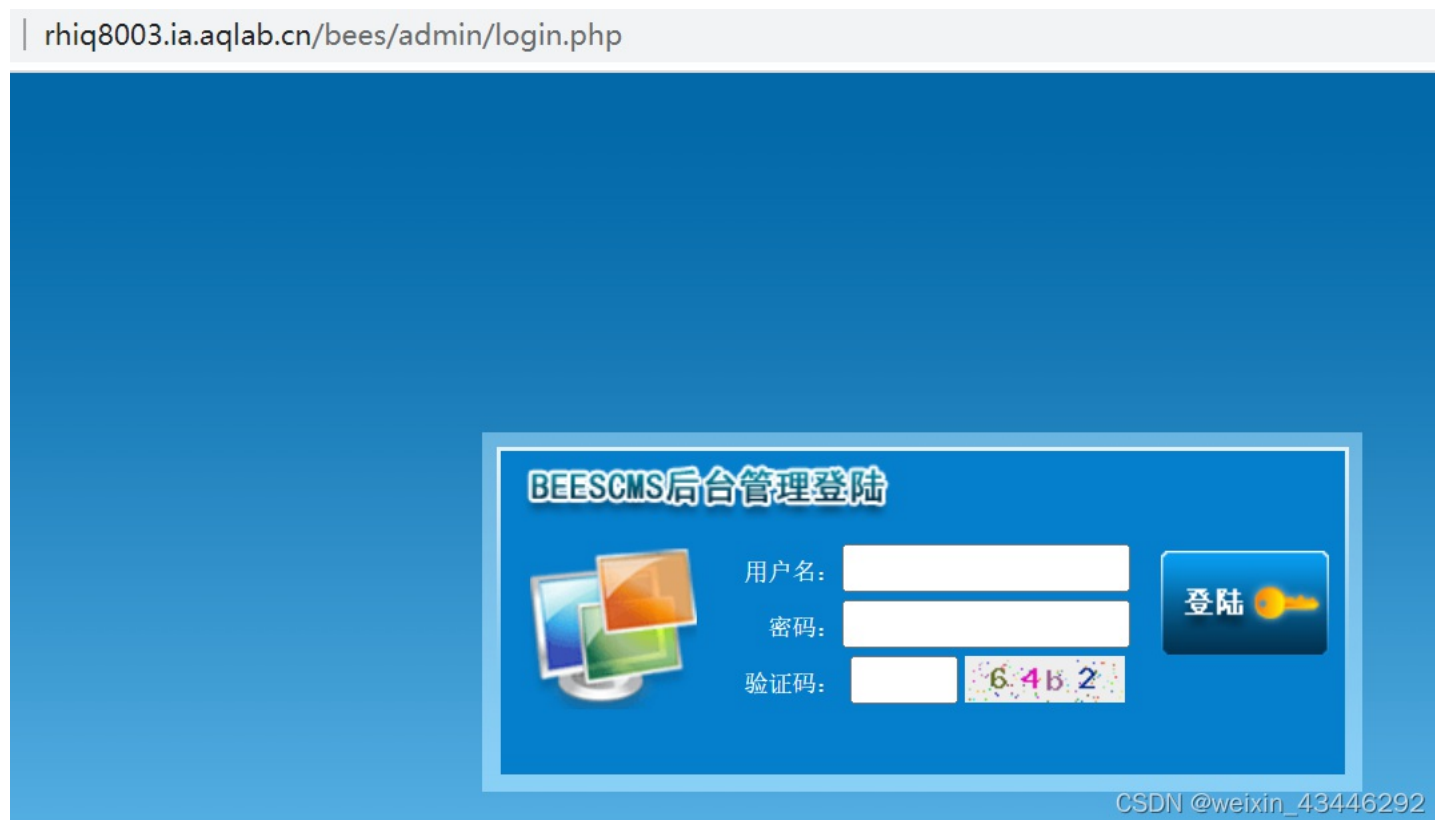 rhiq8003.ia.aqlab.cn/bees/admin/login.php
BEESCMS后台管理登陆
用户名：
密码：
登陆
验证码：
64b2
CSDN @weixin_43446292